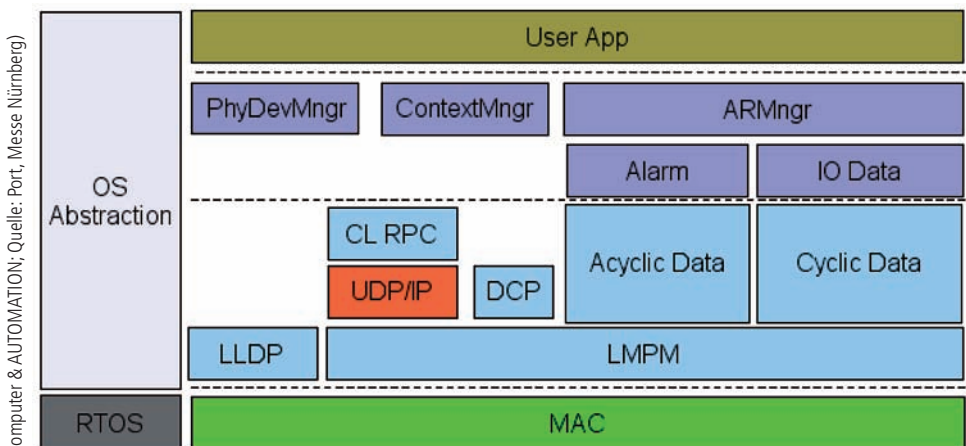 User App
PhyDevMngr ContextMngr ARMngr
OS
Abstraction
Alarm IO Data
CL RPC
Acyclic Data Cyclic Data
UDP/IP DCP
LLDP LMPM
RTOS MAC
& AUTOMATION; Quelle: Port, Messe Nürnberg)